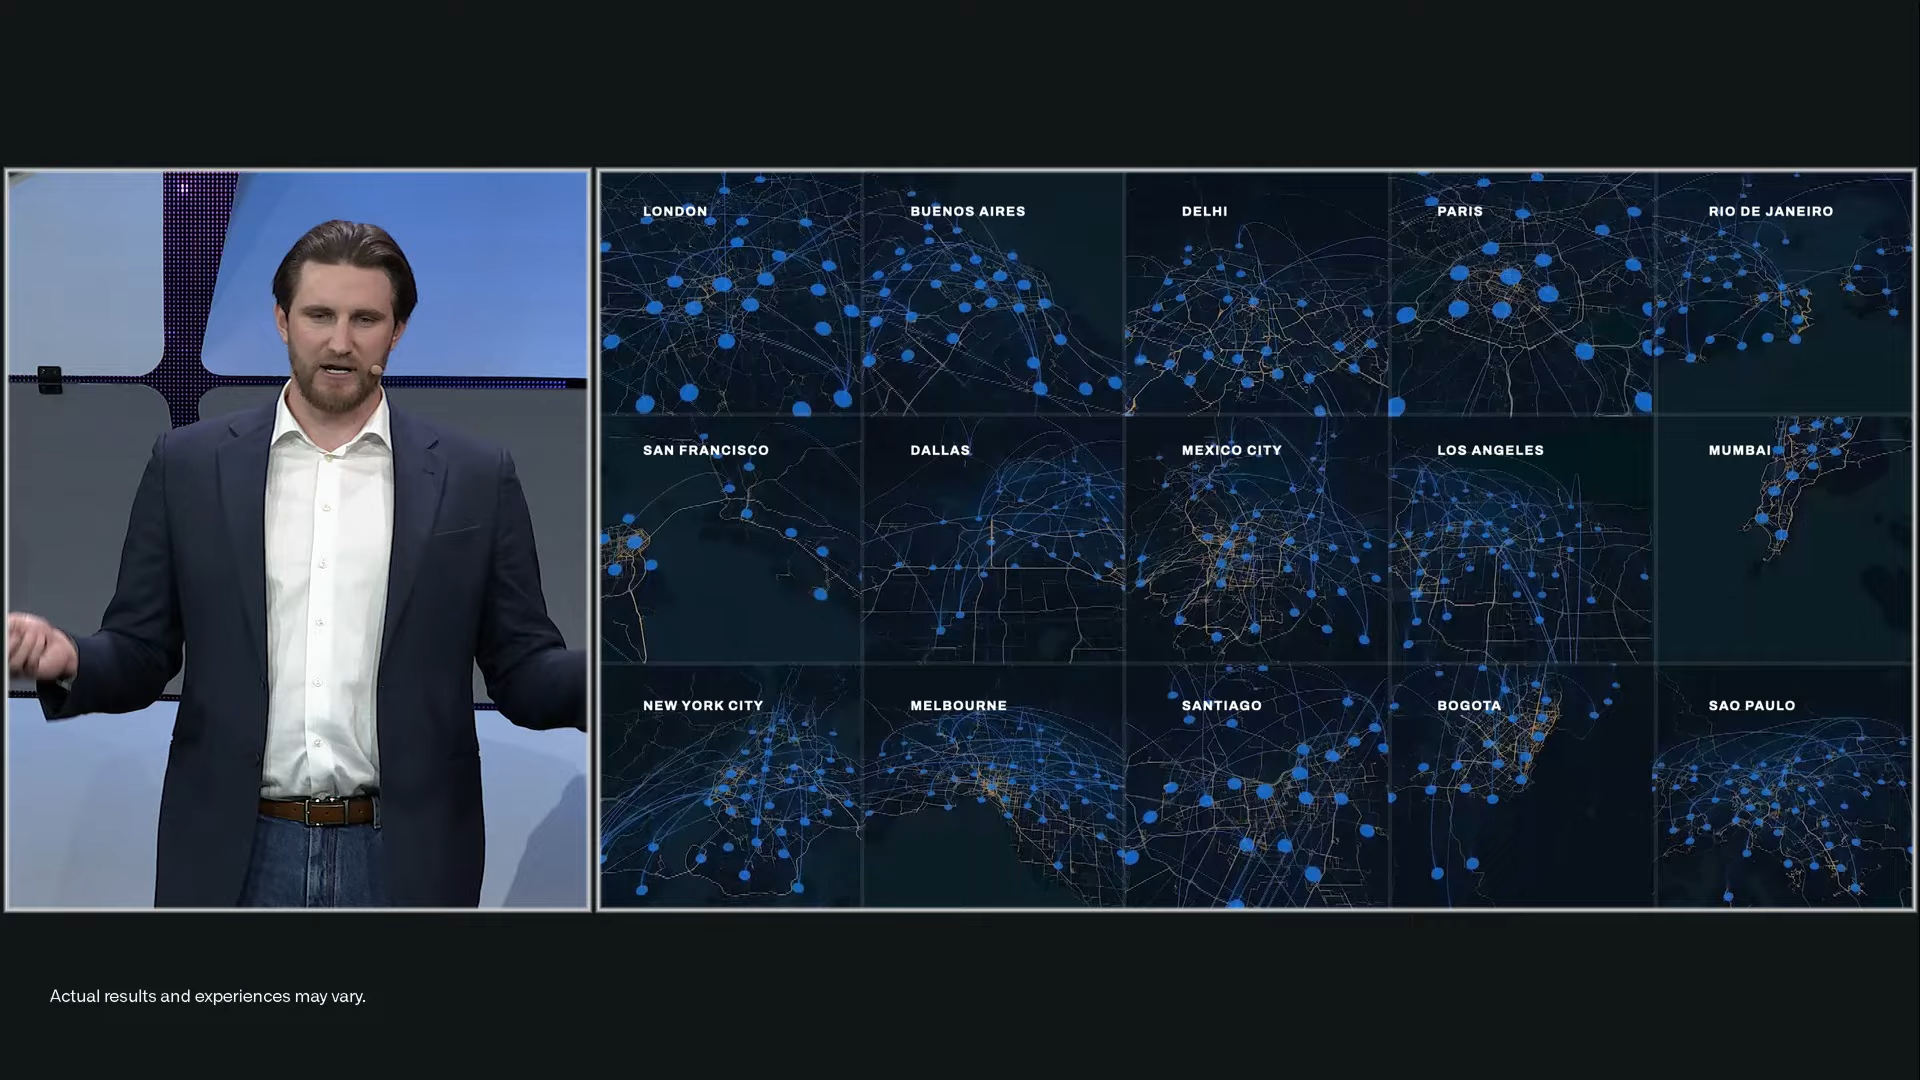 LONDON
BUENOS AIRES
DELHI
PARIS
RIO DE JANEIRO
SAN FRANCISCO
DALLAS
MEXICO CITY
LOS ANGELES
MUMBAI
NEW YORK CITY
MELBOURNE
SANTIAGO
BOGOTA
SAO PAULO
Actual results and experiences may vary.